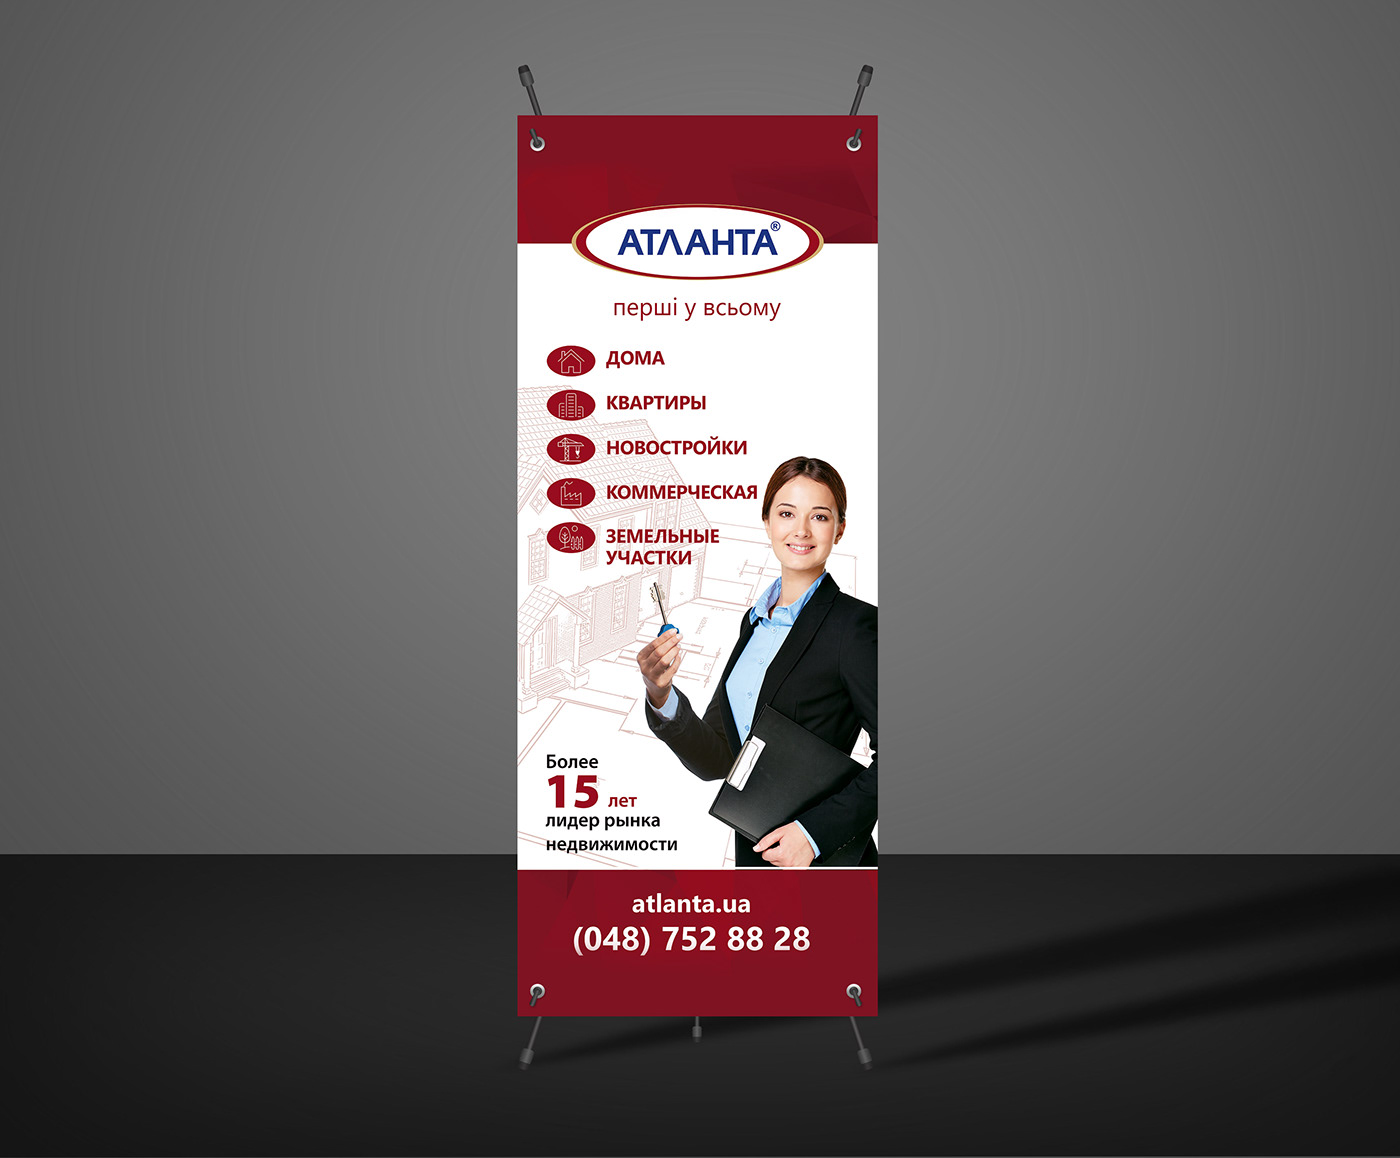 АТЛАНТА®
перші у всьому
ДОМА
КВАРТИРЫ
НОВОСТРОЙКИ
КОММЕРЧЕСКАЯ
ЗЕМЕЛЬНЫЕ
УЧАСТКИ
Более
15 лет
лидер рынка
недвижимости
atlanta.ua
(048) 752 88 28